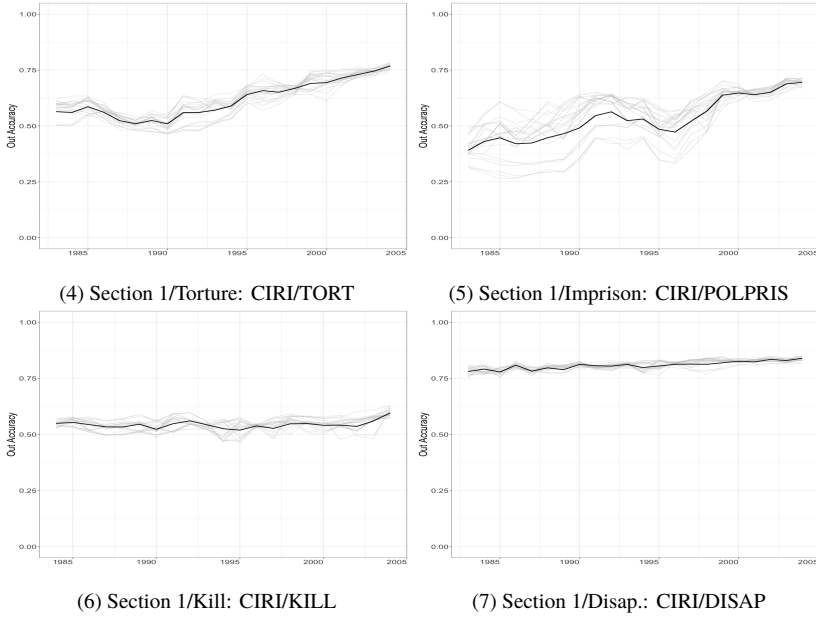 1.00
0.75
0.50
0.25
0.00
Out Accuracy
1985 1990 1995 2000 2005
(4) Section 1/Torture: CIRI/TORT
1.00
0.75
0.50
0.25
0.00
Out Accuracy
1985 1990 1995 2000 2005
(5) Section 1/Imprison: CIRI/POLPRIS
1.00
0.75
0.50
0.25
0.00
Out Accuracy
1985 1990 1995 2000 2005
(6) Section 1/Kill: CIRI/KILL
1.00
0.75
0.50
0.25
0.00
Out Accuracy
1985 1990 1995 2000 2005
(7) Section 1/Disap.: CIRI/DISAP